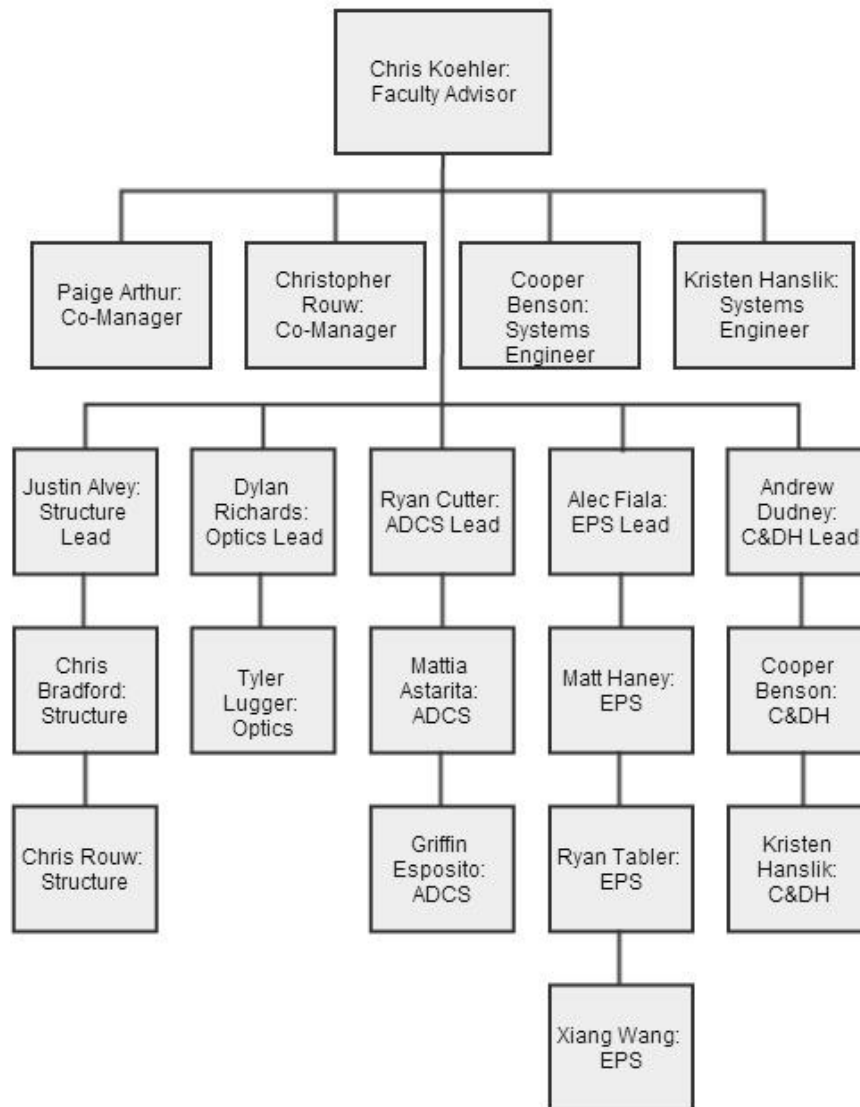 Chris Koehler:
Faculty Advisor
Paige Arthur:
Co-Manager
Christopher
Rouw:
Co-Manager
Cooper
Benson:
Systems
Engineer
Kristen Hanslik:
Systems
Engineer
Justin Alvey:
Structure
Lead
Dylan
Richards:
Optics Lead
Ryan Cutter:
ADCS Lead
Alec Fiala:
EPS Lead
Andrew
Dudney:
C&DH Lead
Chris
Bradford:
Structure
Tyler
Lugger:
Optics
Mattia
Astarita:
ADCS
Matt Haney:
EPS
Cooper
Benson:
C&DH
Chris Rouw:
Structure
Griffin
Esposito:
ADCS
Ryan Tabler:
EPS
Kristen
Hanslik:
C&DH
Xiang Wang:
EPS